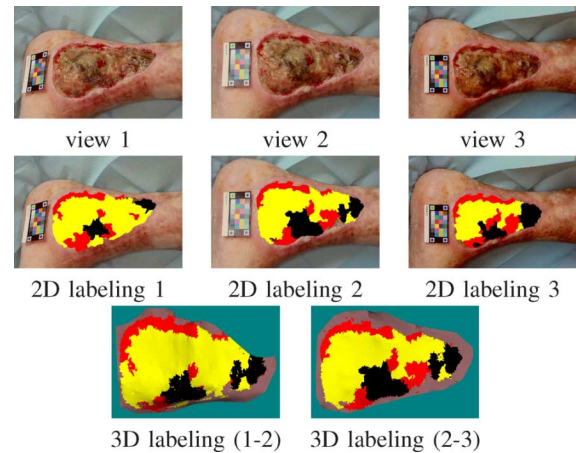 view 1 view 2 view 3
2D labeling 1 2D labeling 2 2D labeling 3
3D labeling (1-2) 3D labeling (2-3)